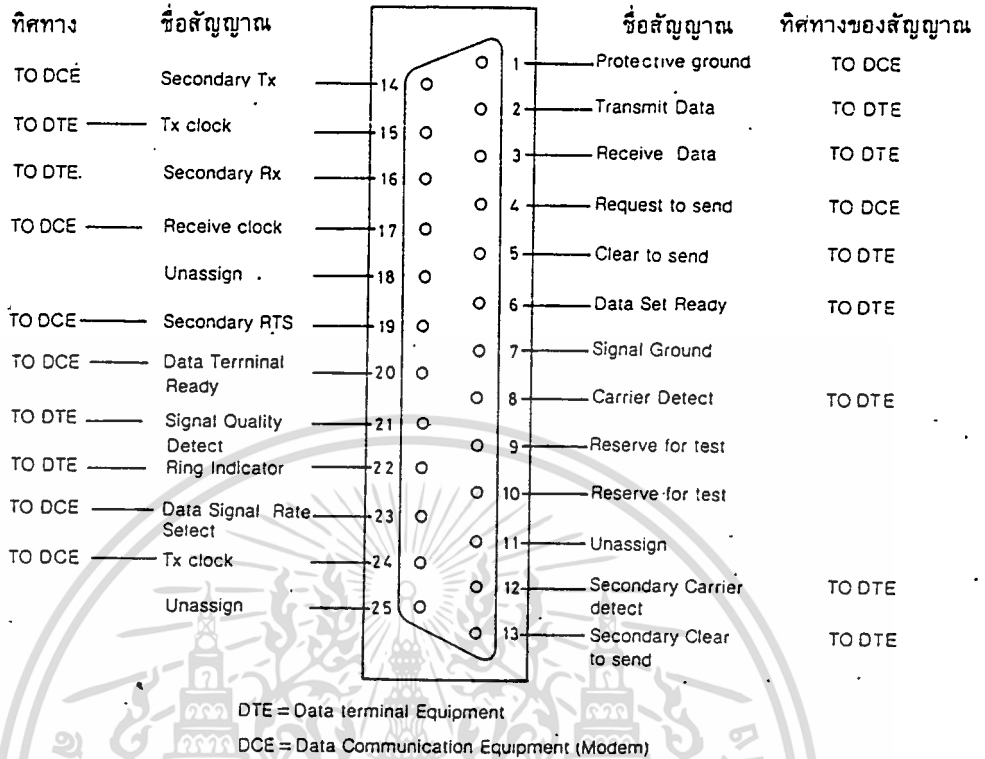 ทิศทาง ชื่อสัญญาณ ชื่อสัญญาณ ทิศทางของสัญญาณ
TO DCE Secondary Tx 14 1 Protective ground TO DCE
TO DTE Tx clock 15 2 Transmit Data TO DTE
TO DTE. Secondary Rx 16 3 Receive Data TO DTE
TO DCE Receive clock 17 4 Request to send TO DCE
Unassign 18 5 Clear to send TO DTE
TO DCE Secondary RTS 19 6 Data Set Ready TO DTE
TO DCE Data Terrninal 20 7 Signal Ground
Ready
TO DTE Signal Quality 21 8 Carrier Detect TO DTE
Detect
TO DTE Ring Indicator 22 9 Reserve for test
TO DCE Data Signal Rate 23 10 Reserve for test
Select
TO DCE Tx clock 24 11 Unassign
Unassign 25 12 Secondary Carrier TO DTE
detect
13 Secondary Clear TO DTE
to send
DTE = Data terminal Equipment
DCE = Data Communication Equipment (Modem)